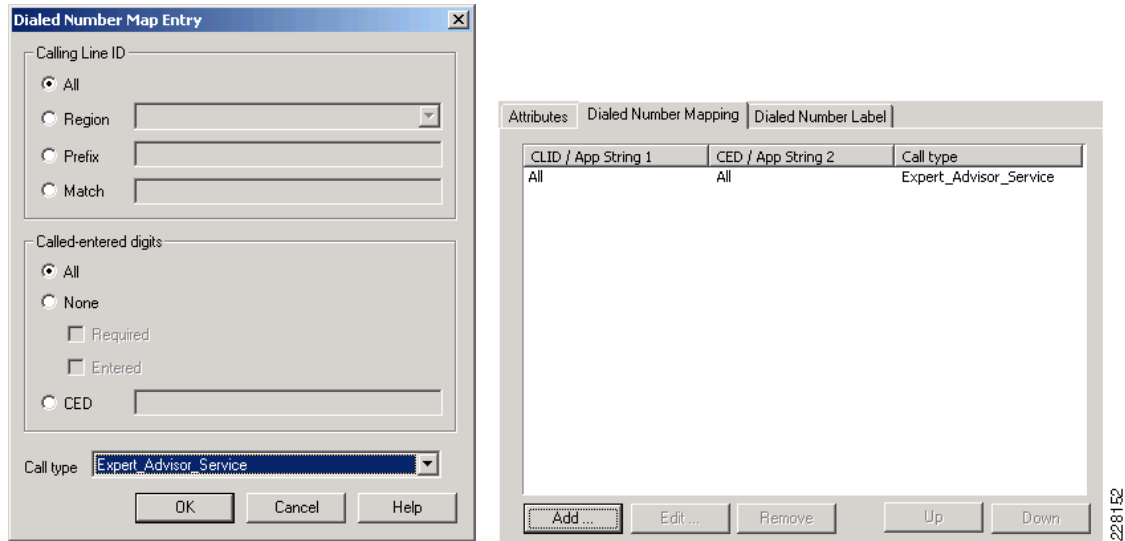 Dialed Number Map Entry
Calling Line ID
All
Region
Prefix
Match
Called-entered digits
All
None
Required
Entered
CED
Call type Expert_Advisor_Service
OK Cancel Help
Attributes Dialed Number Mapping Dialed Number Label
CLID / App String 1 CED / App String 2 Call type
All All Expert_Advisor_Service
Add ... Edit ... Remove Up Down
228152